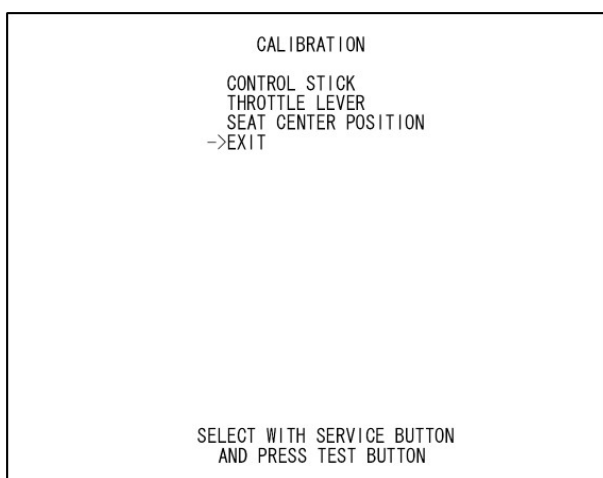 CALIBRATION
CONTROL STICK
THROTTLE LEVER
SEAT CENTER POSITION
->EXIT
SELECT WITH SERVICE BUTTON
AND PRESS TEST BUTTON